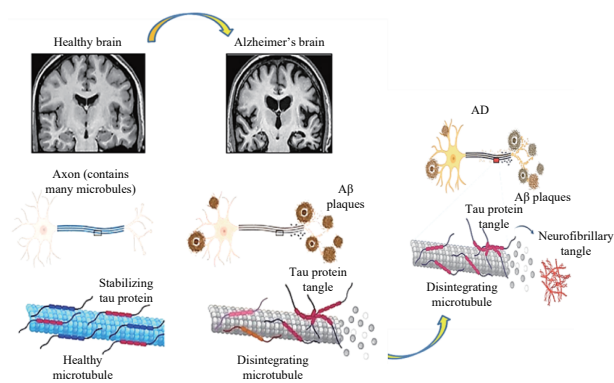 Healthy brain
Alzheimer's brain
Axon (contains
many microbules)
Aβ
plaques
Stabilizing
tau protein
Healthy
microtubule
Tau protein
tangle
Disintegrating
microtubule
AD
Aβ plaques
Tau protein
tangle
Neurofibrillary
tangle
Disintegrating
microtubule